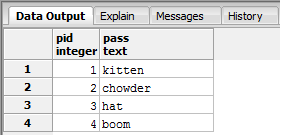 Data Output Explain Messages History
pid pass
integer text
1 1 kitten
2 2 chowder
3 3 hat
4 4 boom